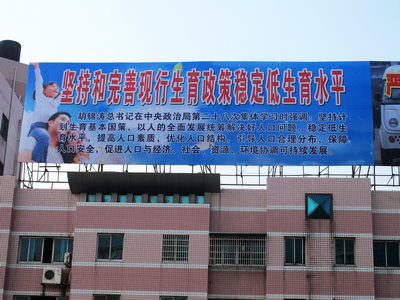 坚持和完善现行生育政策稳定低生育水平
胡锦涛总书记在中央政治局第二十八次集体学习时强调：坚持计
划生育基本国策，以人的全面发展统筹解决好人口问题，稳定低生
育水平，提高人口素质，优化人口结构，引导人口合理分布，保障
人口安全，促进人口与经济、社会、资源、环境协调可持续发展。